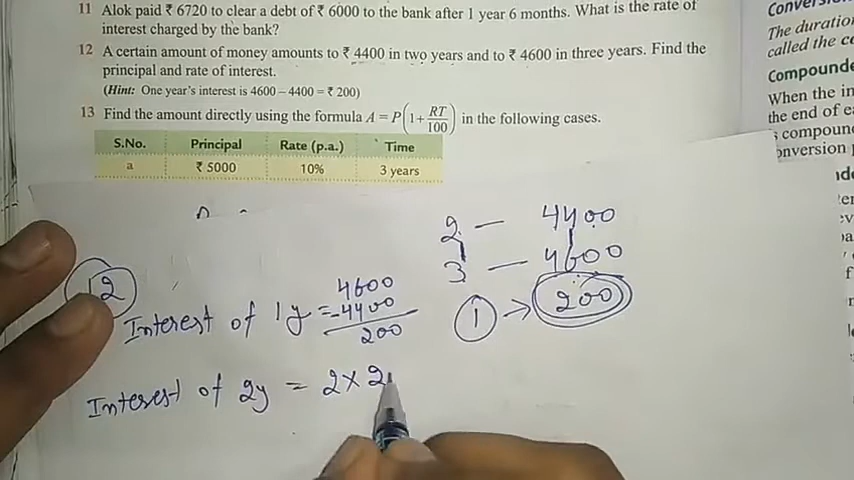 11 Alok paid ₹ 6720 to clear a debt of ₹ 6000 to the bank after 1 year 6 months. What is the rate of
interest charged by the bank?
12 A certain amount of money amounts to ₹ 4400 in two years and to ₹ 4600 in three years. Find the
principal and rate of interest.
(Hint: One year's interest is 4600 – 4400 = ₹ 200)
13 Find the amount directly using the formula A = P(1 + RT/100) in the following cases.
S.No. Principal Rate (p.a.) Time
a ₹ 5000 10% 3 years
The duration
called the
Compound
When the in
the end of
compoun
onversion
2 — 4400
3 — 4600
1 → 200
12
Interest of 1y = 4600
-4400
200
Interest of 2y = 2 × 2